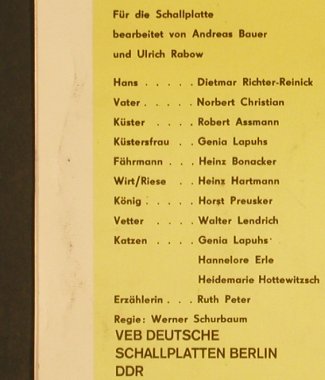 Für die Schallplatte
bearbeitet von Andreas Bauer
und Ulrich Rabow
Hans . . . . . Dietmar Richter-Reinick
Vater . . . . . Norbert Christian
Küster . . . . Robert Assmann
Küstersfrau . . Genia Lapuhs
Fährmann . . . Heinz Bonacker
Wirt/Riese . . Heinz Hartmann
König . . . . . Horst Preusker
Vetter . . . . Walter Lendrich
Katzen . . . . Genia Lapuhs
Hannelore Erle
Heidemarie Hottewitzsch
Erzählerin . . . Ruth Peter
Regie: Werner Schurbaum
VEB DEUTSCHE
SCHALLPLATTEN BERLIN
DDR